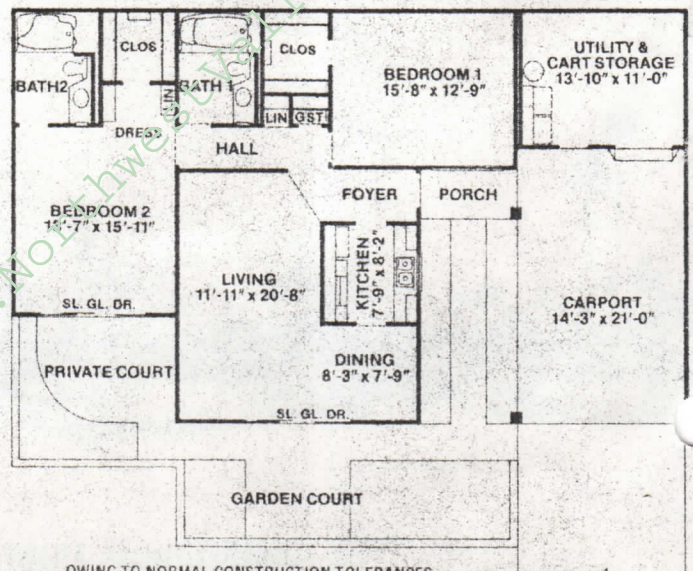 CLOS
CLOS
BATH2
BATH 1
BEDROOM 1
15'-8" x 12'-9"
UTILITY &
CART STORAGE
13'-10" x 11'-0"
LIN
LIN
GST
DRESS
HALL
FOYER
PORCH
BEDROOM 2
x 15'-11"
LIVING
11'-11" x 20'-8"
KITCHEN
7'-9" x 8'-2"
CARPORT
14'-3" x 21'-0"
SL. GL. DR.
PRIVATE COURT
DINING
8'-3" x 7'-9"
SL. GL. DR.
GARDEN COURT
OWING TO NORMAL CONSTRUCTION TOLERANCES